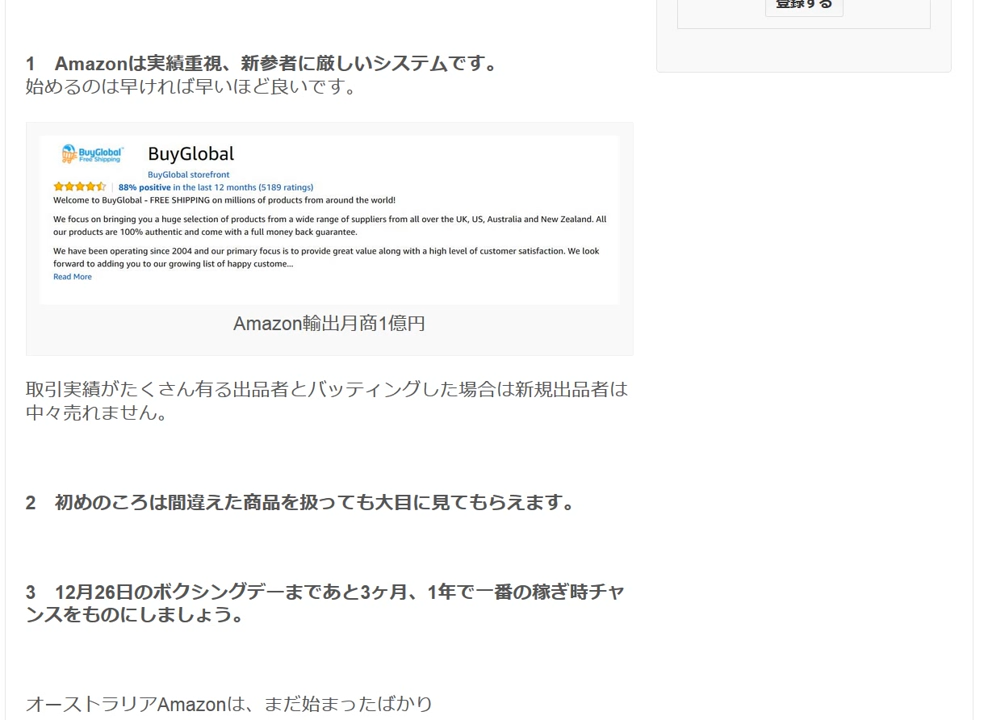 登録する
1　Amazonは実績重視、新参者に厳しいシステムです。
始めるのは早ければ早いほど良いです。
BuyGlobal
Free Shipping
BuyGlobal
BuyGlobal storefront
88% positive in the last 12 months (5189 ratings)
Welcome to BuyGlobal - FREE SHIPPING on millions of products from around the world!
We focus on bringing you a huge selection of products from a wide range of suppliers from all over the UK, US, Australia and New Zealand. All
our products are 100% authentic and come with a full money back guarantee.
We have been operating since 2004 and our primary focus is to provide great value along with a high level of customer satisfaction. We look
forward to adding you to our growing list of happy custome...
Read More
Amazon輸出月商1億円
取引実績がたくさん有る出品者とバッティングした場合は新規出品者は
中々売れません。
2　初めのころは間違えた商品を扱っても大目に見てもらえます。
3　12月26日のボクシングデーまであと3ヶ月、1年で一番の稼ぎ時チャ
ンスをものにしましょう。
オーストラリアAmazonは、まだ始まったばかり